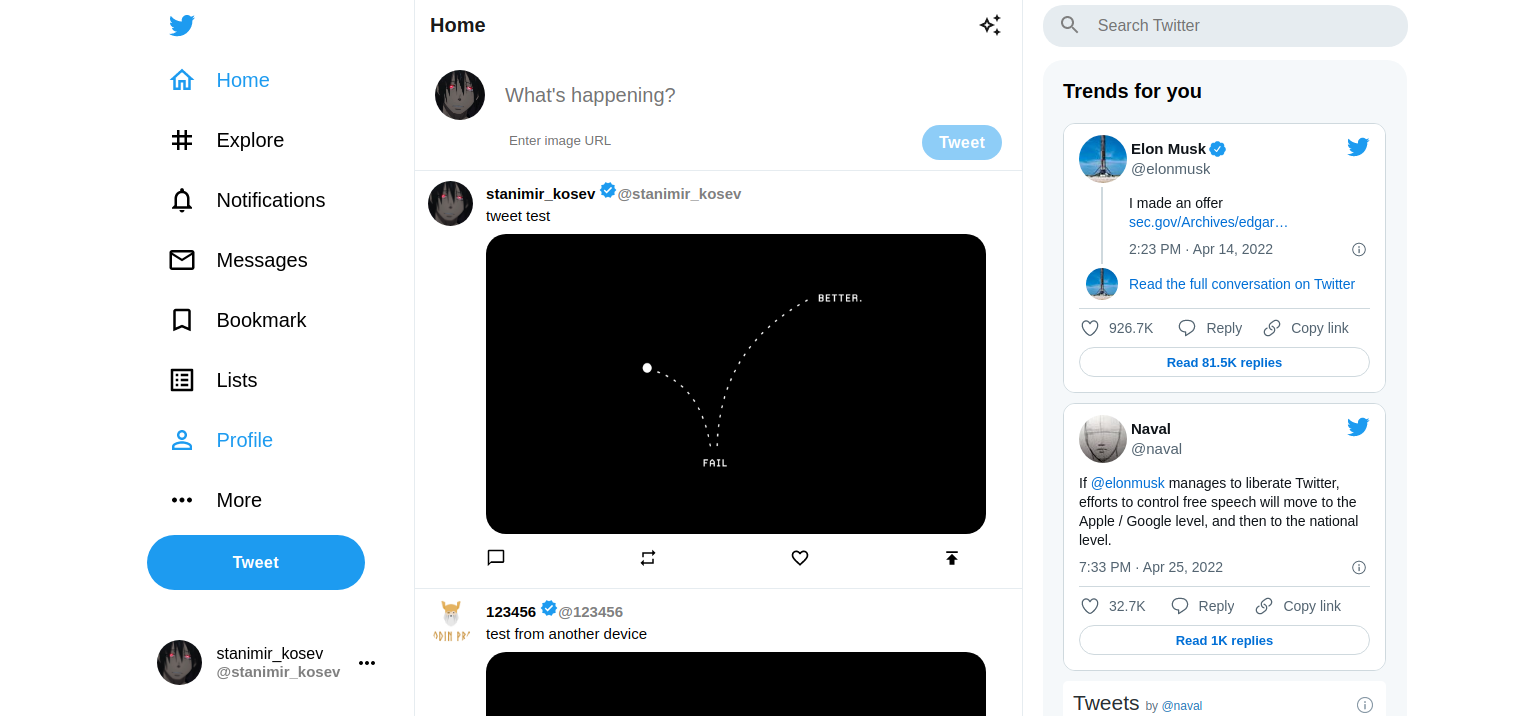 Home
Explore
Notifications
Messages
Bookmark
Lists
Profile
More
Tweet
stanimir_kosev
@stanimir_kosev
Home
What's happening?
Enter image URL
Tweet
stanimir_kosev @stanimir_kosev
tweet test
BETTER.
FAIL
123456 @123456
test from another device
Search Twitter
Trends for you
Elon Musk
@elonmusk
I made an offer
sec.gov/Archives/edgar…
2:23 PM · Apr 14, 2022
Read the full conversation on Twitter
926.7K Reply Copy link
Read 81.5K replies
Naval
@naval
If @elonmusk manages to liberate Twitter,
efforts to control free speech will move to the
Apple / Google level, and then to the national
level.
7:33 PM · Apr 25, 2022
32.7K Reply Copy link
Read 1K replies
Tweets by @naval